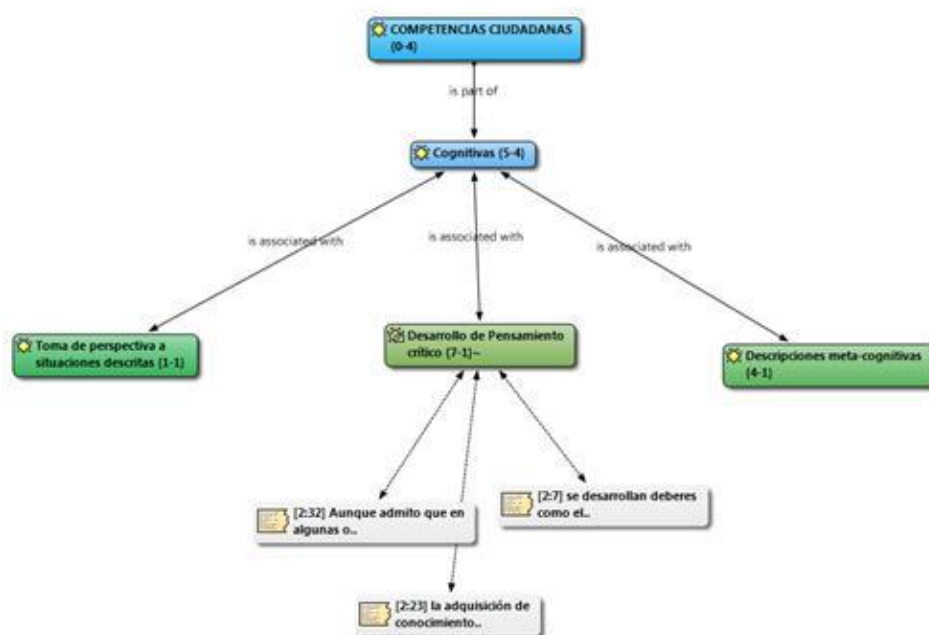 COMPETENCIAS CIUDADANAS
{0-4}
is part of
Cognitivas {5-4}
is associated with
is associated with
is associated with
Toma de perspectiva a
situaciones descritas {1-1}
Desarrollo de Pensamiento
crítico {7-1}~
Descripciones meta-cognitivas
{4-1}
[2:32] Aunque admito que en
algunas o..
[2:7] se desarrollan deberes
como el..
[2:23] la adquisición de
conocimiento..